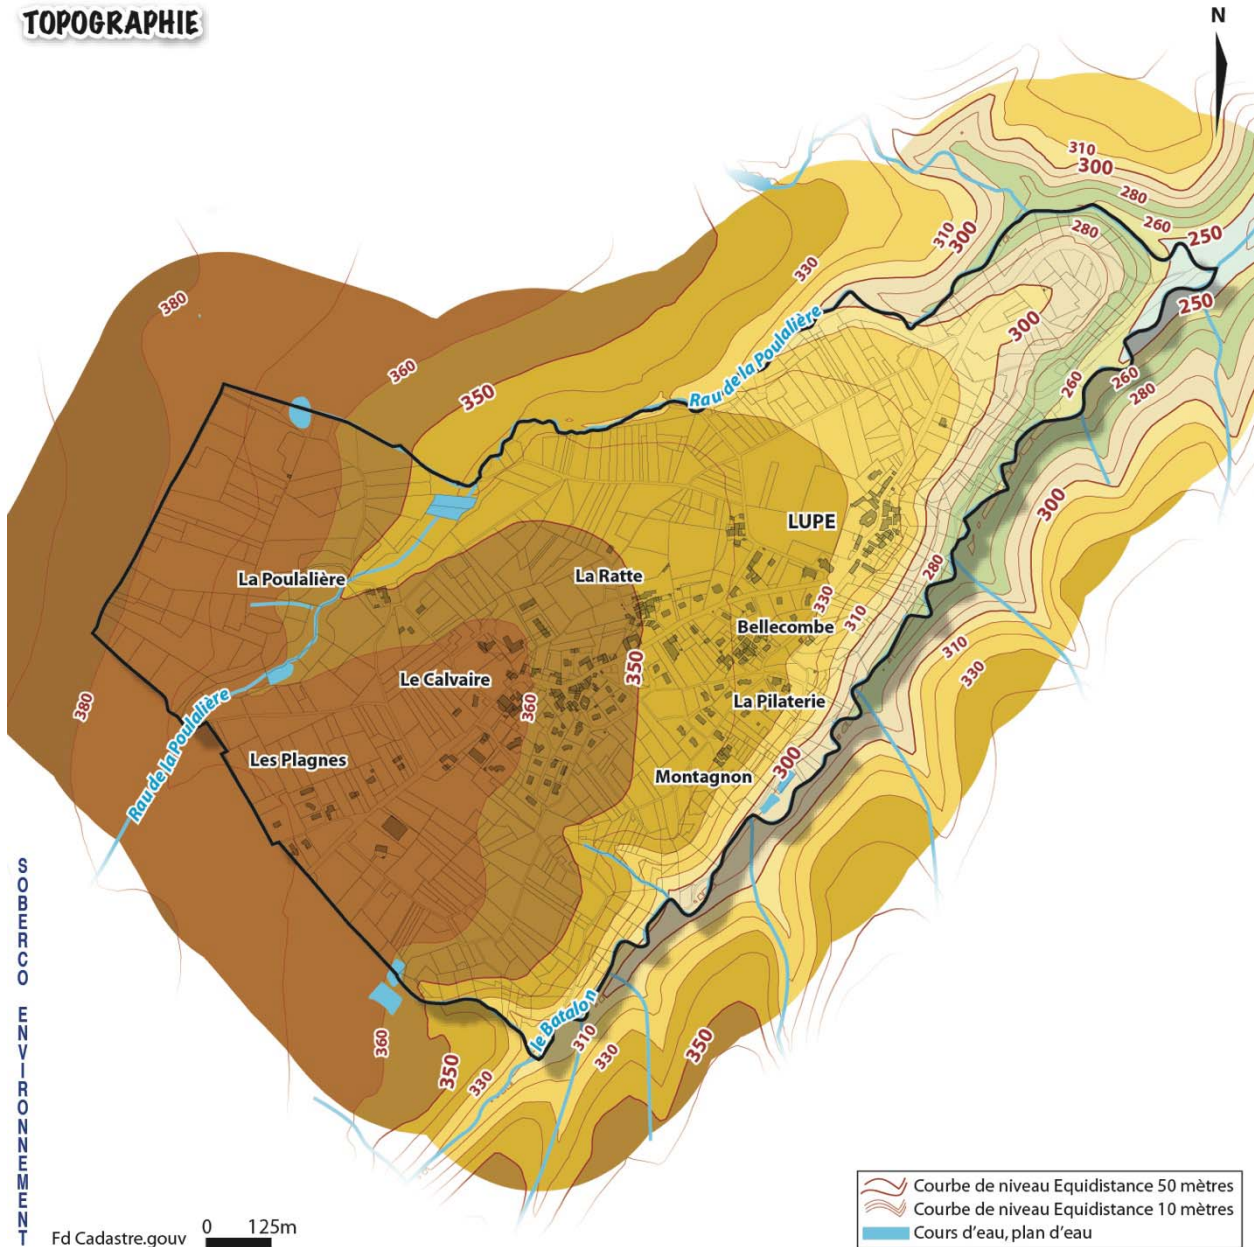 TOPOGRAPHIE
N
310
300
280
260
250
310
300
280
330
380
360
350
Rau de la Poulalière
300
250
260
280
260
300
LUPE
La Ratte
La Poulalière
280
330
310
Bellecombe
310
330
Le Calvaire
350
360
La Pilaterie
380
Rau de la Poulalière
Les Plagnes
300
Montagnon
le Batalon
360
350
330
310
330
350
SOBERCO ENVIRONNEMENT
Fd Cadastre.gouv
0 125m
Courbe de niveau Equidistance 50 mètres
Courbe de niveau Equidistance 10 mètres
Cours d'eau, plan d'eau